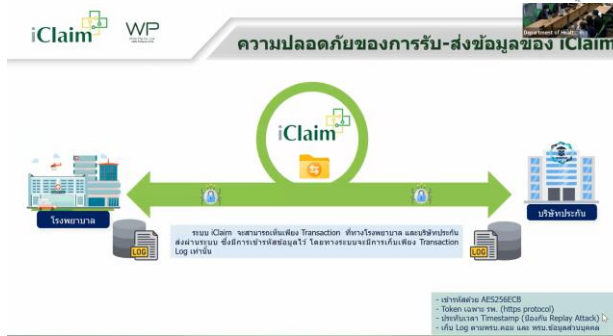 iClaim
WP
Department of Healt
ความปลอดภัยของการรับ-ส่งข้อมูลของ iClaim
iClaim
โรงพยาบาล
บริษัทประกัน
LOG
LOG
ระบบ iClaim จะสามารถเห็นเพียง Transaction ที่ทางโรงพยาบาล และบริษัทประกัน
ส่งผ่านระบบ ซึ่งมีการเข้ารหัสข้อมูลไว้ โดยทางระบบจะมีการเก็บเพียง Transaction
Log เท่านั้น
- เข้ารหัสด้วย AES256ECB
- Token เฉพาะ รพ. (https protocol)
- ประทับเวลา Timestamp (ป้องกัน Replay Attack)
- เก็บ Log ตามพรบ.คอม และ พรบ.ข้อมูลส่วนบุคคล